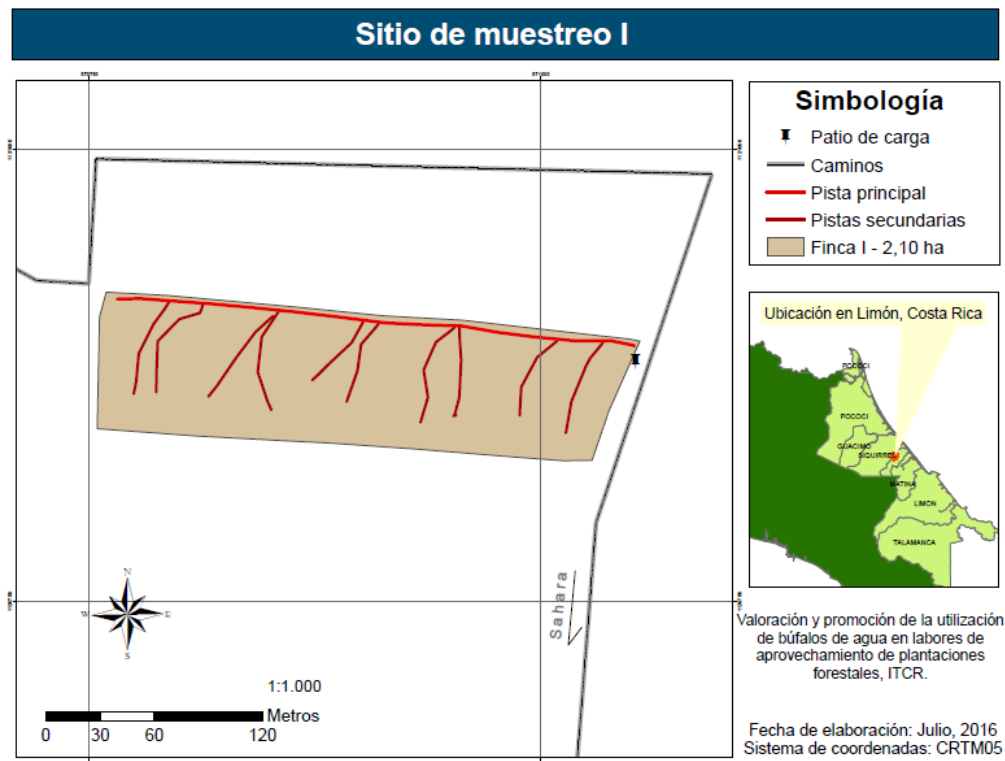 Sitio de muestreo I
Simbología
Patio de carga
Caminos
Pista principal
Pistas secundarias
Finca I - 2,10 ha
Ubicación en Limón, Costa Rica
POCOCI
POCOCI
GUACIMO
MATINA
LIMON
TALAMANCA
Sahara
N
W
E
S
1:1.000
Metros
0 30 60 120
Valoración y promoción de la utilización
de búfalos de agua en labores de
aprovechamiento de plantaciones
forestales, ITCR.
Fecha de elaboración: Julio, 2016
Sistema de coordenadas: CRTM05